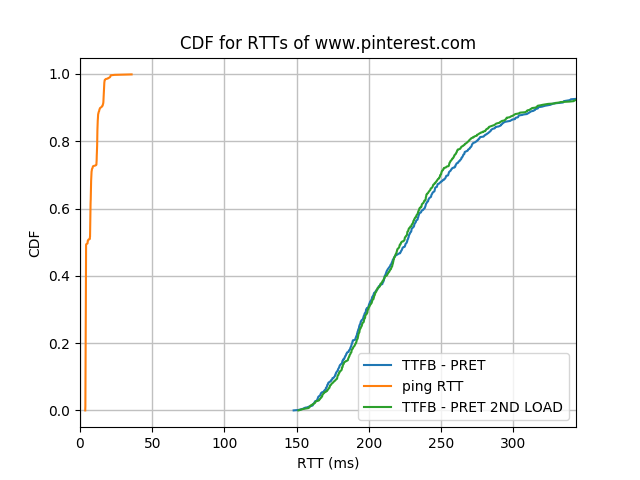 CDF for RTTs of www.pinterest.com
1.0
0.8
0.6
0.4
0.2
0.0
CDF
TTFB - PRET
ping RTT
TTFB - PRET 2ND LOAD
0 50 100 150 200 250 300
RTT (ms)